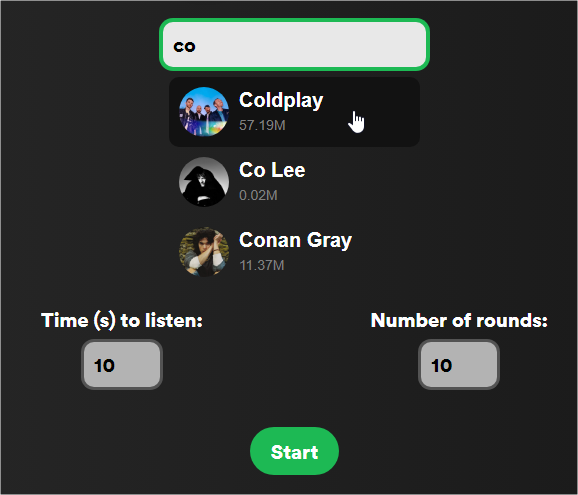 co
Coldplay
57.19M
Co Lee
0.02M
Conan Gray
11.37M
Time (s) to listen:
Number of rounds:
10
10
Start